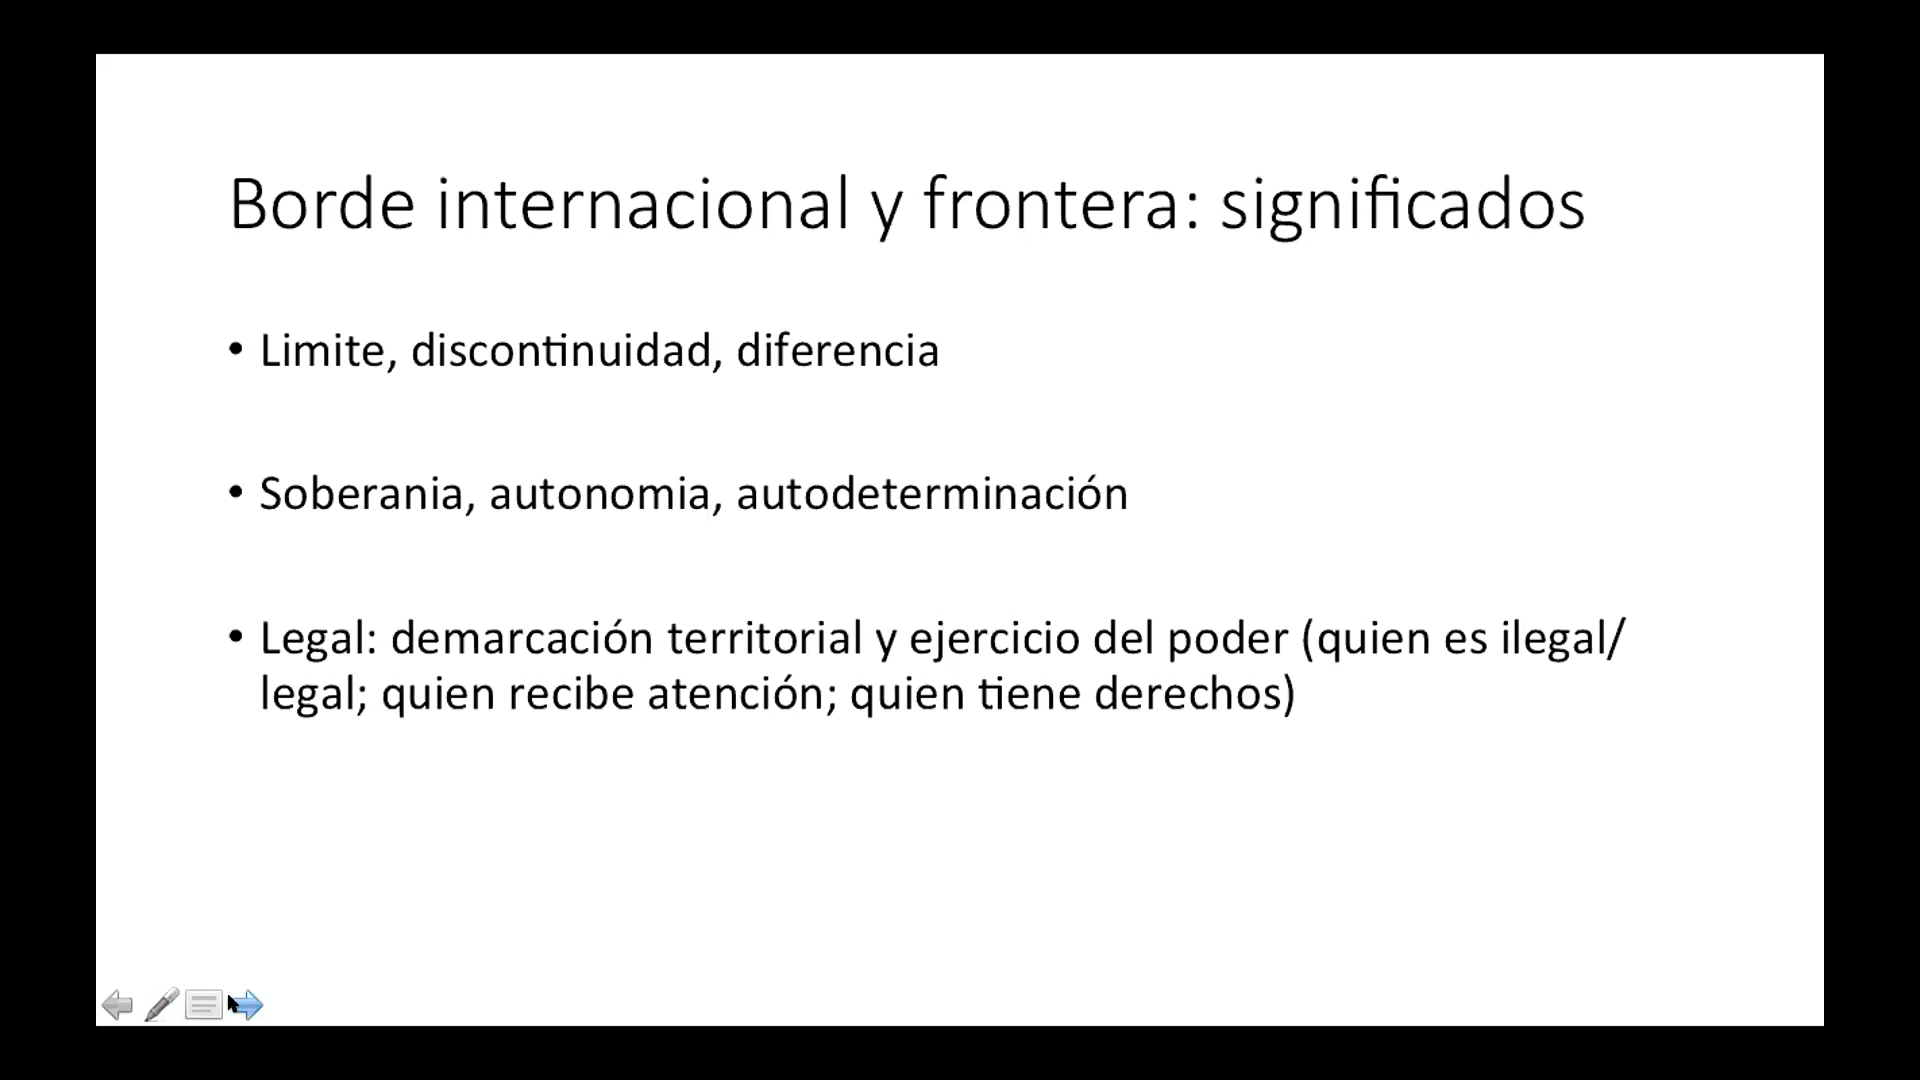 Borde internacional y frontera: significados
• Limite, discontinuidad, diferencia
• Soberania, autonomia, autodeterminación
• Legal: demarcación territorial y ejercicio del poder (quien es ilegal/
legal; quien recibe atención; quien tiene derechos)